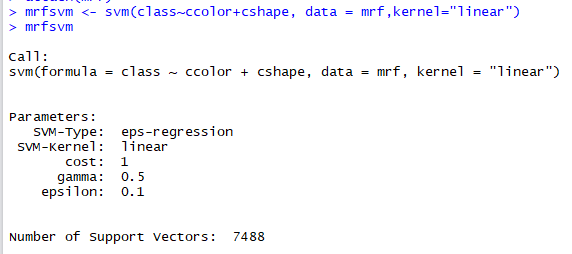 > mrfsvm <- svm(class~ccolor+cshape, data = mrf,kernel="linear")
> mrfsvm
Call:
svm(formula = class ~ ccolor + cshape, data = mrf, kernel = "linear")
Parameters:
SVM-Type: eps-regression
SVM-Kernel: linear
cost: 1
gamma: 0.5
epsilon: 0.1
Number of Support Vectors: 7488